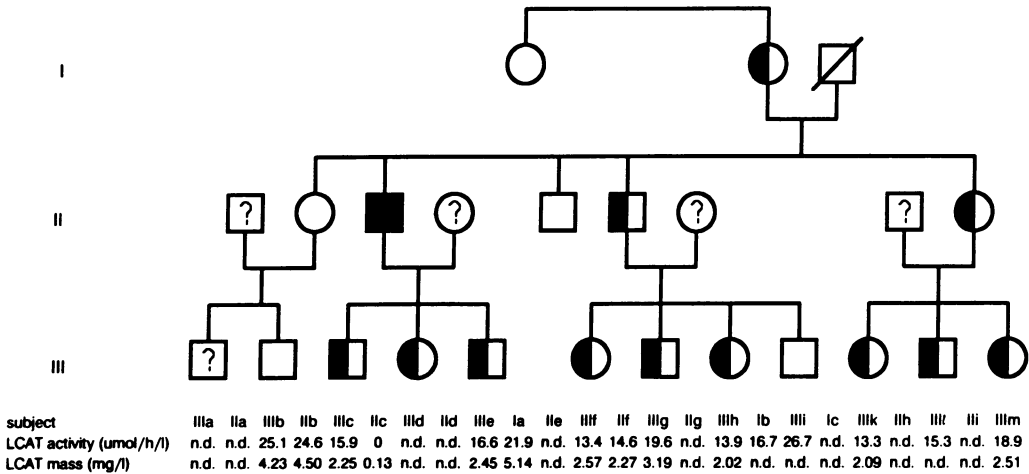 I
II
? ? ? ?
III
?
subject IIIa IIa IIIb IIb IIIc IIc IIId IId IIIe Ia IIe IIIf IIf IIIg IIg IIIh Ib IIIi Ic IIIk IIh IIIl IIi IIIm
LCAT activity (umol/h/l) n.d. n.d. 25.1 24.6 15.9 0 n.d. n.d. 16.6 21.9 n.d. 13.4 14.6 19.6 n.d. 13.9 16.7 26.7 n.d. 13.3 n.d. 15.3 n.d. 18.9
LCAT mass (mg/l) n.d. n.d. 4.23 4.50 2.25 0.13 n.d. n.d. 2.45 5.14 n.d. 2.57 2.27 3.19 n.d. 2.02 n.d. n.d. n.d. 2.09 n.d. n.d. n.d. 2.51